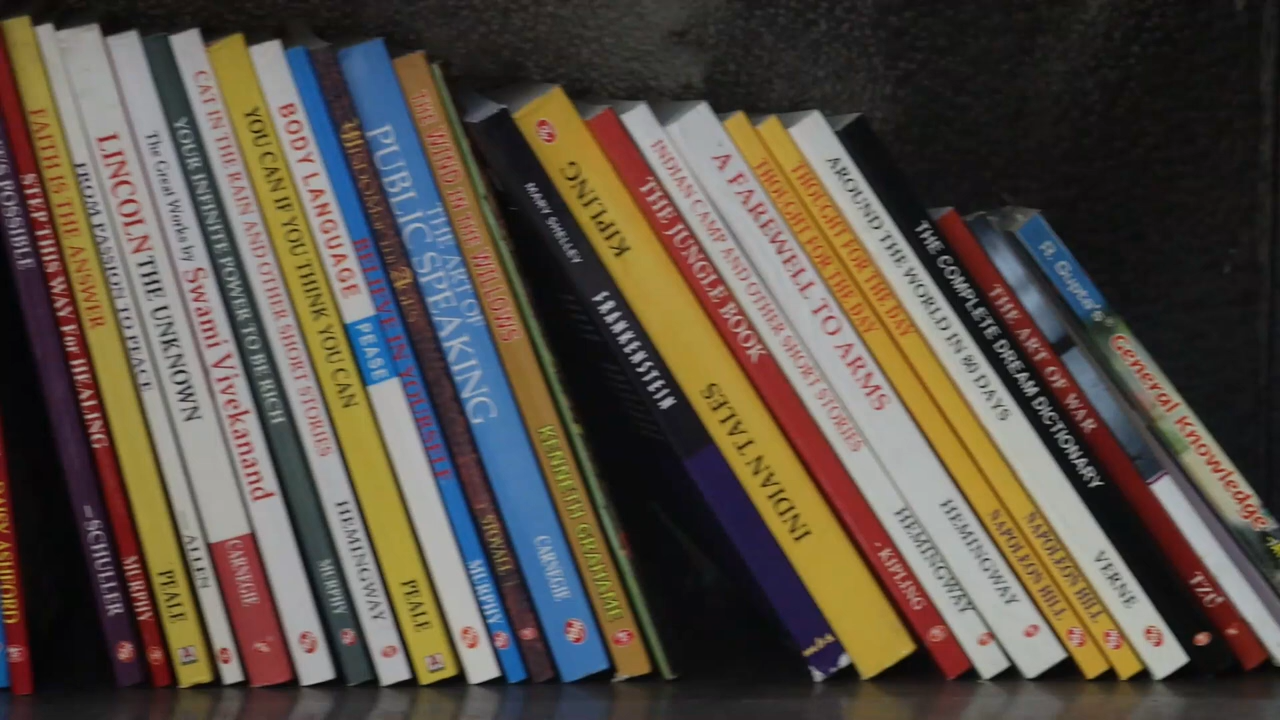 POSSIBLE
= SCHULLER
STEP THIS WAY For HEALING
MURPHY
FAITH IS THE ANSWER
PEALE
FROM PASSION TO PEACE
ALLEN
LINCOLN THE UNKNOWN
CARNEGIE
The Great Works by Swami Vivekanand
YOUR INFINITE POWER TO BE RICH
MURPHY
CAT IN THE RAIN AND OTHER SHORT STORIES
HEMINGWAY
YOU CAN IF YOU THINK YOU CAN
PEALE
BODY LANGUAGE
PEASE
BELIEVE IN YOURSELF
MURPHY
WISDOM OF THE AGES
THE ART OF
PUBLIC SPEAKING
CARNEGIE
THE WIND IN THE WILLOWS
KENNETH GRAHAME
MARY SHELLEY
FRANKENSTEIN
KIPLING
INDIAN TALES
THE JUNGLE BOOK
- KIPLING
INDIAN CAMP AND OTHER SHORT STORIES
HEMINGWAY
A FAREWELL TO ARMS
HEMINGWAY
THOUGHT FOR THE DAY
NAPOLEON HILL
THOUGHT FOR THE DAY
NAPOLEON HILL
AROUND THE WORLD IN 80 DAYS
VERNE
THE COMPLETE DREAM DICTIONARY
THE ART OF WAR
TZU
R. Gupta's
General Knowledge